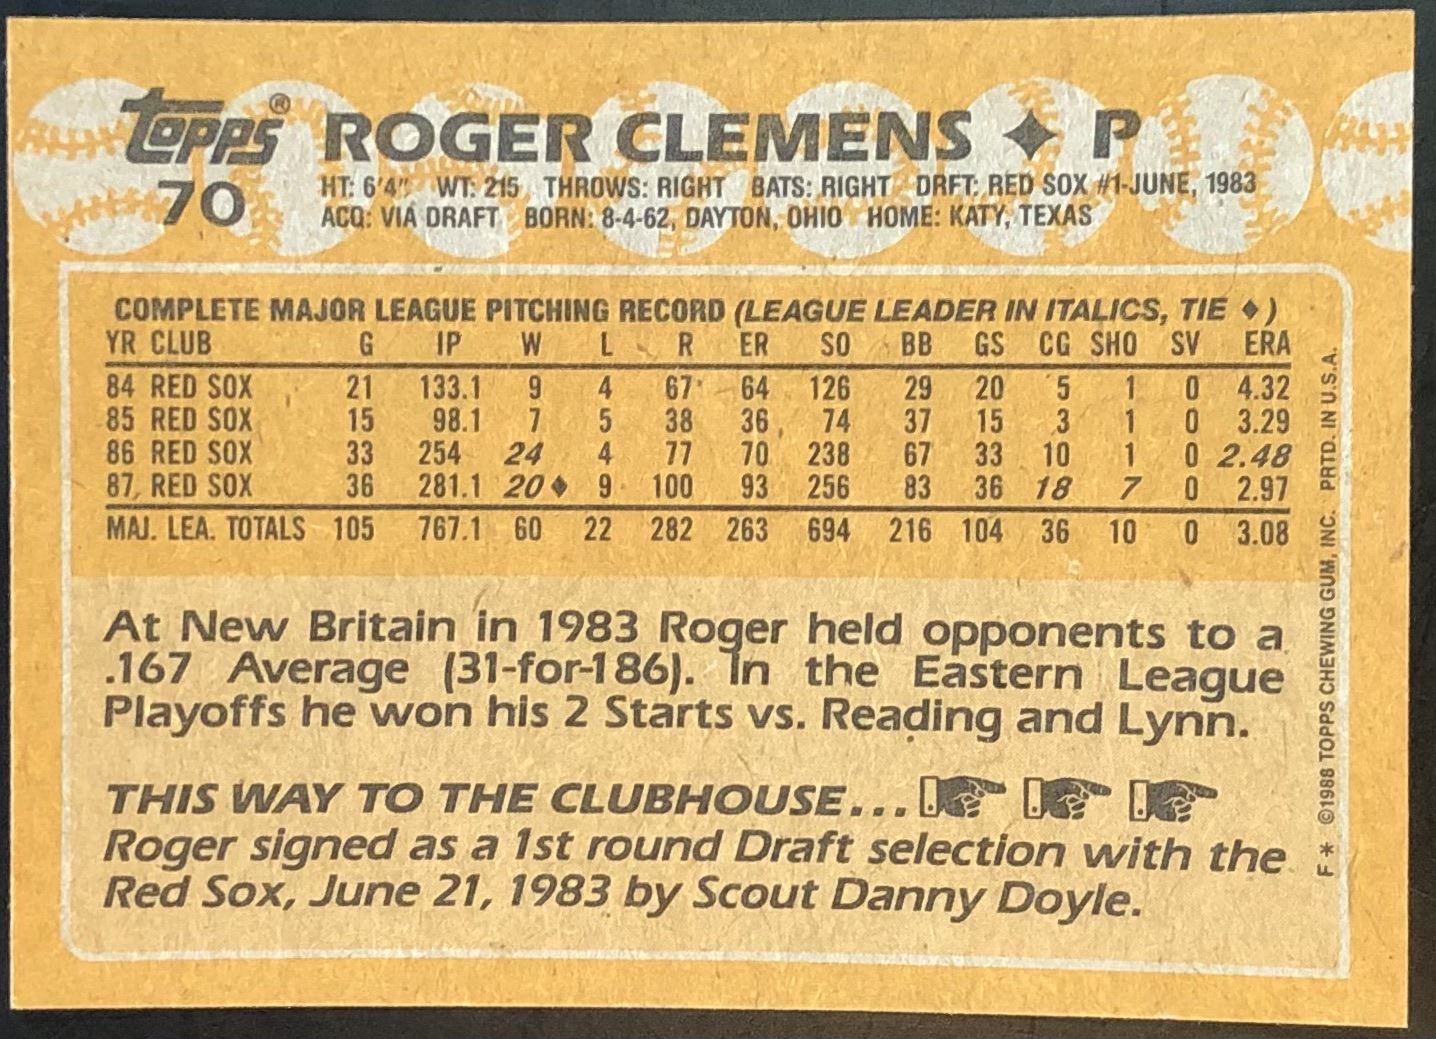 topps® ROGER CLEMENS ✦ P
70 HT: 6'4" WT: 215 THROWS: RIGHT BATS: RIGHT DRFT: RED SOX #1-JUNE, 1983
ACQ: VIA DRAFT BORN: 8-4-62, DAYTON, OHIO HOME: KATY, TEXAS
COMPLETE MAJOR LEAGUE PITCHING RECORD (LEAGUE LEADER IN ITALICS, TIE ♦)
YR CLUB G IP W L R ER SO BB GS CG SHO SV ERA
84 RED SOX 21 133.1 9 4 67 64 126 29 20 5 1 0 4.32
85 RED SOX 15 98.1 7 5 38 36 74 37 15 3 1 0 3.29
86 RED SOX 33 254 24 4 77 70 238 67 33 10 1 0 2.48
87 RED SOX 36 281.1 20♦ 9 100 93 256 83 36 18 7 0 2.97
MAJ. LEA. TOTALS 105 767.1 60 22 282 263 694 216 104 36 10 0 3.08
At New Britain in 1983 Roger held opponents to a
.167 Average (31-for-186). In the Eastern League
Playoffs he won his 2 Starts vs. Reading and Lynn.
THIS WAY TO THE CLUBHOUSE...
Roger signed as a 1st round Draft selection with the
Red Sox, June 21, 1983 by Scout Danny Doyle.
F * ©1988 TOPPS CHEWING GUM, INC. PRTD. IN U.S.A.